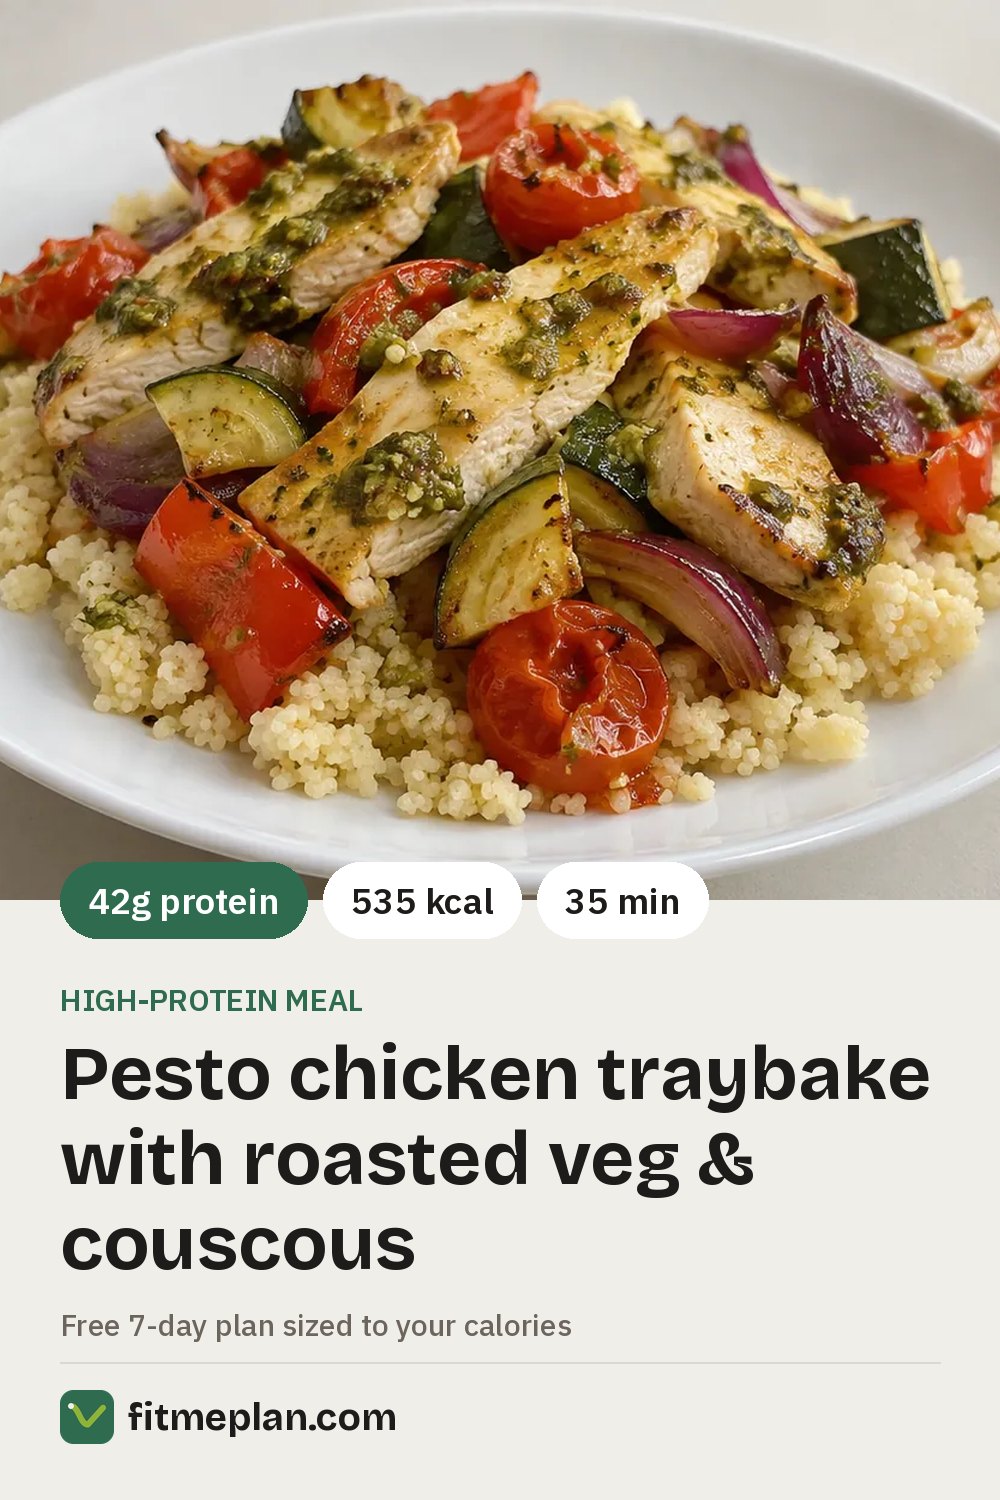 42g protein
535 kcal
35 min
HIGH-PROTEIN MEAL
Pesto chicken traybake
with roasted veg &
couscous
Free 7-day plan sized to your calories
fitmeplan.com